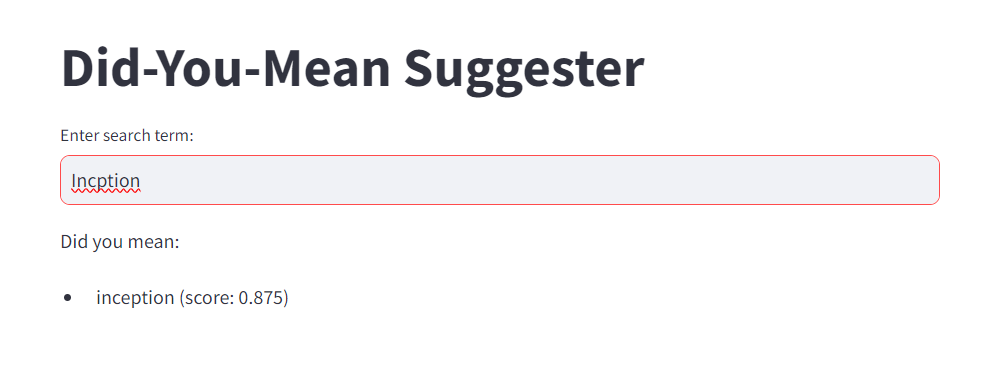 Did-You-Mean Suggester
Enter search term:
Incption
Did you mean:
• inception (score: 0.875)